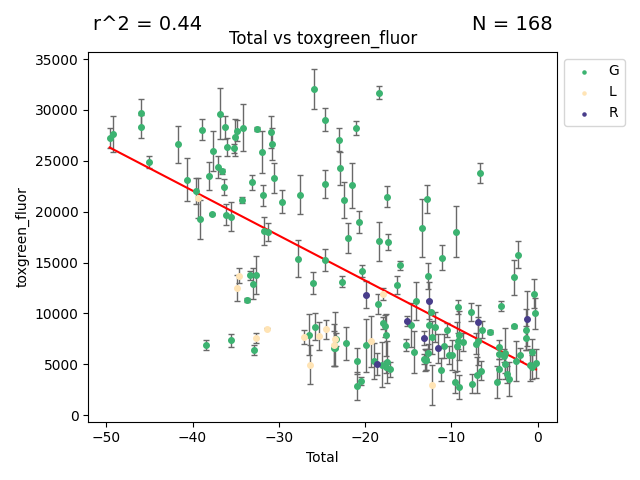 r^2 = 0.44 N = 168
Total vs toxgreen_fluor
35000
30000
25000
20000
15000
10000
5000
0
toxgreen_fluor
−50 −40 −30 −20 −10 0
Total
G
L
R